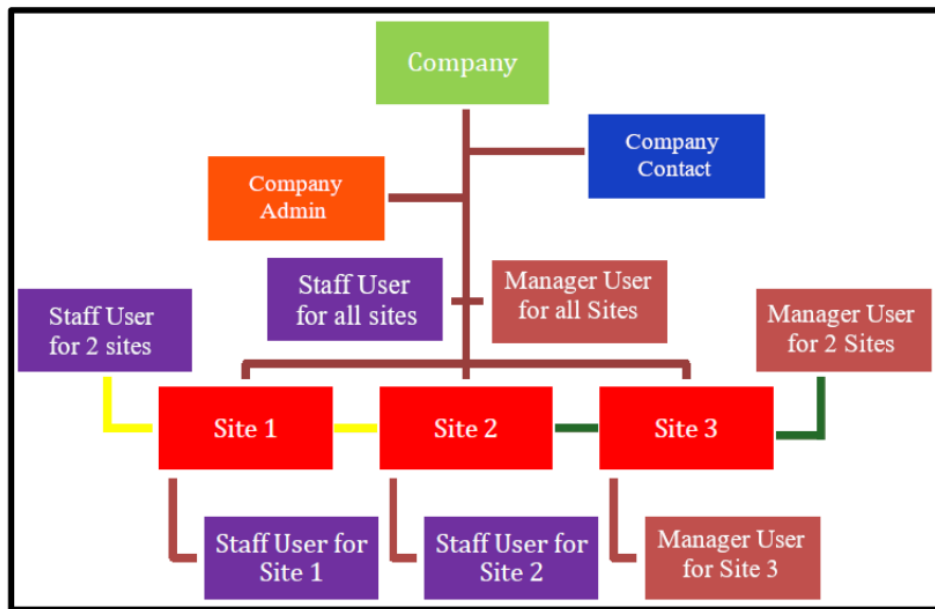 Company
Company
Contact
Company
Admin
Staff User
for all sites
Manager User
for all Sites
Staff User
for 2 sites
Manager User
for 2 Sites
Site 1
Site 2
Site 3
Staff User for
Site 1
Staff User for
Site 2
Manager User
for Site 3